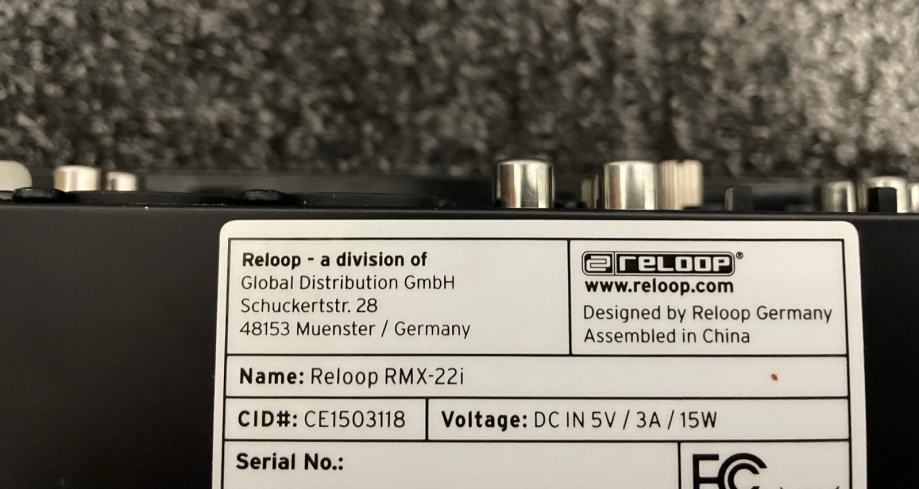 Reloop - a division of
Global Distribution GmbH
Schuckertstr. 28
48153 Muenster / Germany
RELOOP®
www.reloop.com
Designed by Reloop Germany
Assembled in China
Name: Reloop RMX-22i
CID#: CE1503118
Voltage: DC IN 5V / 3A / 15W
Serial No.:
FC